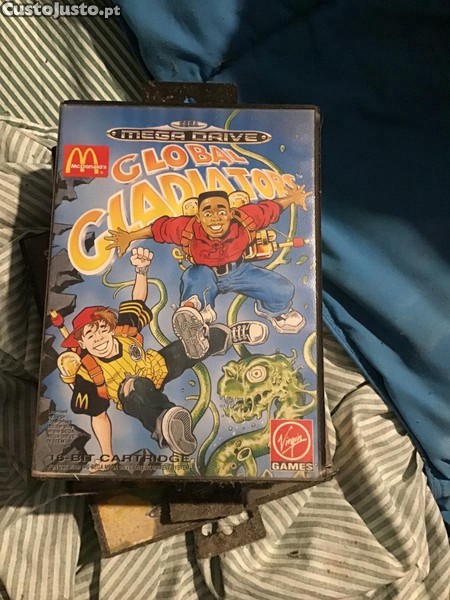 CustoJusto.pt
SEGA
MEGA DRIVE
McDonald's
GLOBAL
GLADIATORS
M
16-BIT CARTRIDGE
Virgin
GAMES